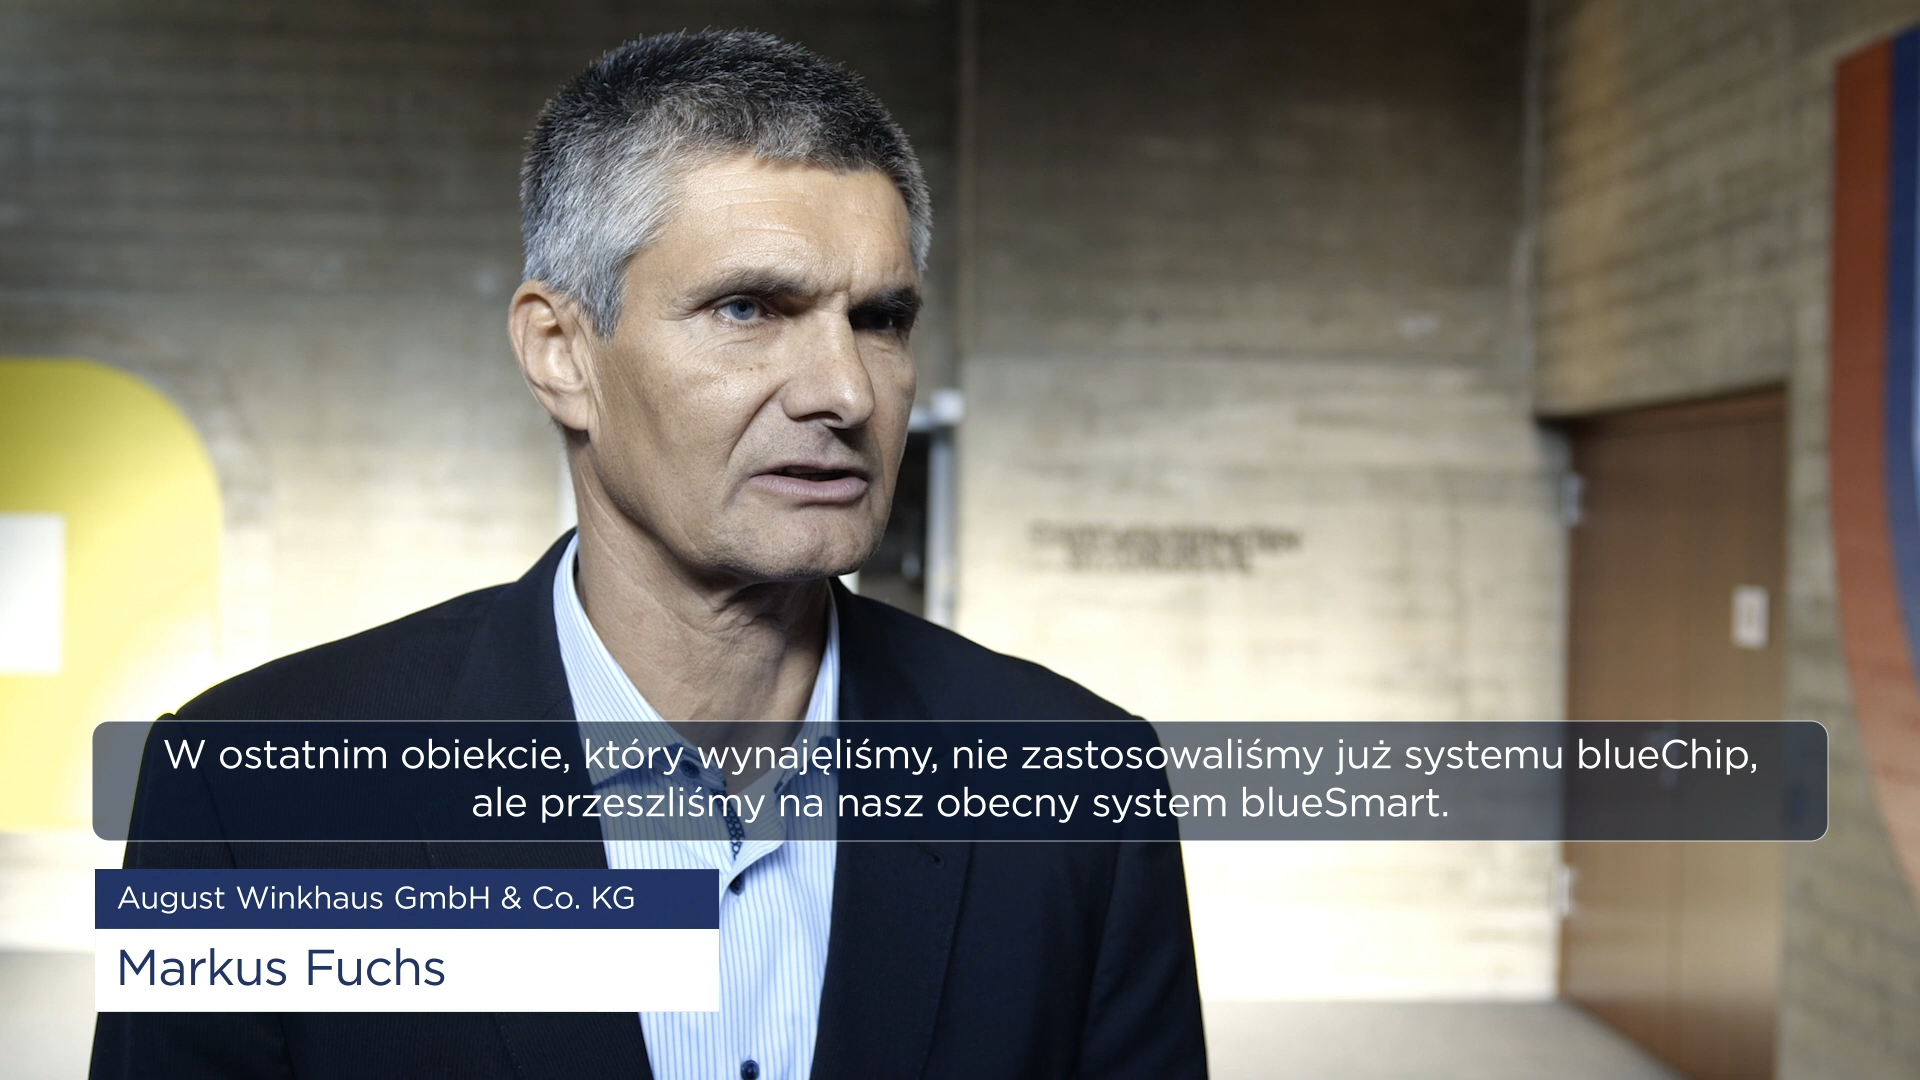 W ostatnim obiekcie, który wynajęliśmy, nie zastosowaliśmy już systemu blueChip,
ale przeszliśmy na nasz obecny system blueSmart.
August Winkhaus GmbH & Co. KG
Markus Fuchs